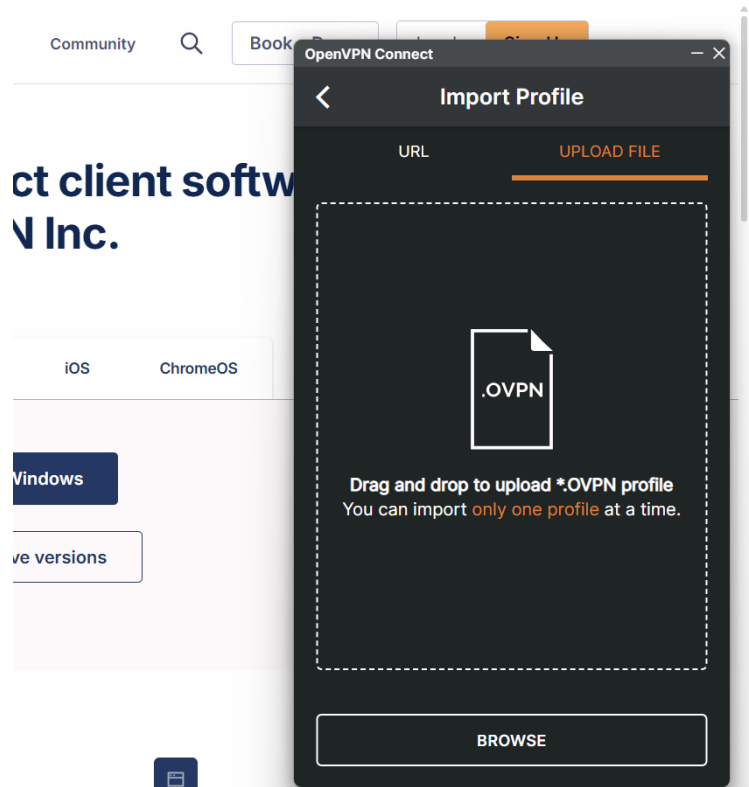 Community
Book
OpenVPN Connect
Import Profile
URL
UPLOAD FILE
ct client softw
N Inc.
iOS
ChromeOS
.OVPN
Windows
Drag and drop to upload *.OVPN profile
You can import only one profile at a time.
ve versions
BROWSE